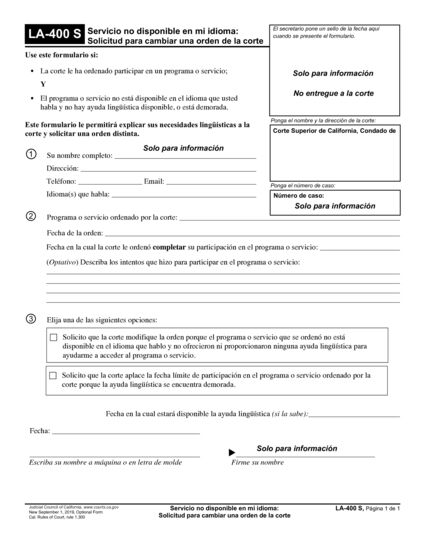 LA-400 S
Servicio no disponible en mi idioma:
Solicitud para cambiar una orden de la corte
El secretario pone un sello de la fecha aquí
cuando se presente el formulario.
Solo para información
No entregue a la corte
Use este formulario si:
• La corte le ha ordenado participar en un programa o servicio;
Y
• El programa o servicio no está disponible en el idioma que usted
habla y no hay ayuda lingüística disponible, o está demorada.
Este formulario le permitirá explicar sus necesidades lingüísticas a la
corte y solicitar una orden distinta.
Ponga el nombre y la dirección de la corte:
Corte Superior de California, Condado de
Solo para información
1 Su nombre completo:
Dirección:
Teléfono: Email:
Idioma(s) que habla:
Ponga el número de caso:
Número de caso:
Solo para información
2 Programa o servicio ordenado por la corte:
Fecha de la orden:
Fecha en la cual la corte le ordenó completar su participación en el programa o servicio:
(Optativo) Describa los intentos que hizo para participar en el programa o servicio:
3 Elija una de las siguientes opciones:
Solicito que la corte modifique la orden porque el programa o servicio que se ordenó no está
disponible en el idioma que hablo y no ofrecieron ni proporcionaron ninguna ayuda lingüística para
ayudarme a acceder al programa o servicio.
Solicito que la corte aplace la fecha límite de participación en el programa o servicio ordenado por la
corte porque la ayuda lingüística se encuentra demorada.
Fecha en la cual estará disponible la ayuda lingüística (si la sabe):
Fecha:
Solo para información
Escriba su nombre a máquina o en letra de molde Firme su nombre
Judicial Council of California, www.courts.ca.gov
New September 1, 2019, Optional Form
Cal. Rules of Court, rule 1.300
Servicio no disponible en mi idioma:
Solicitud para cambiar una orden de la corte
LA-400 S, Página 1 de 1